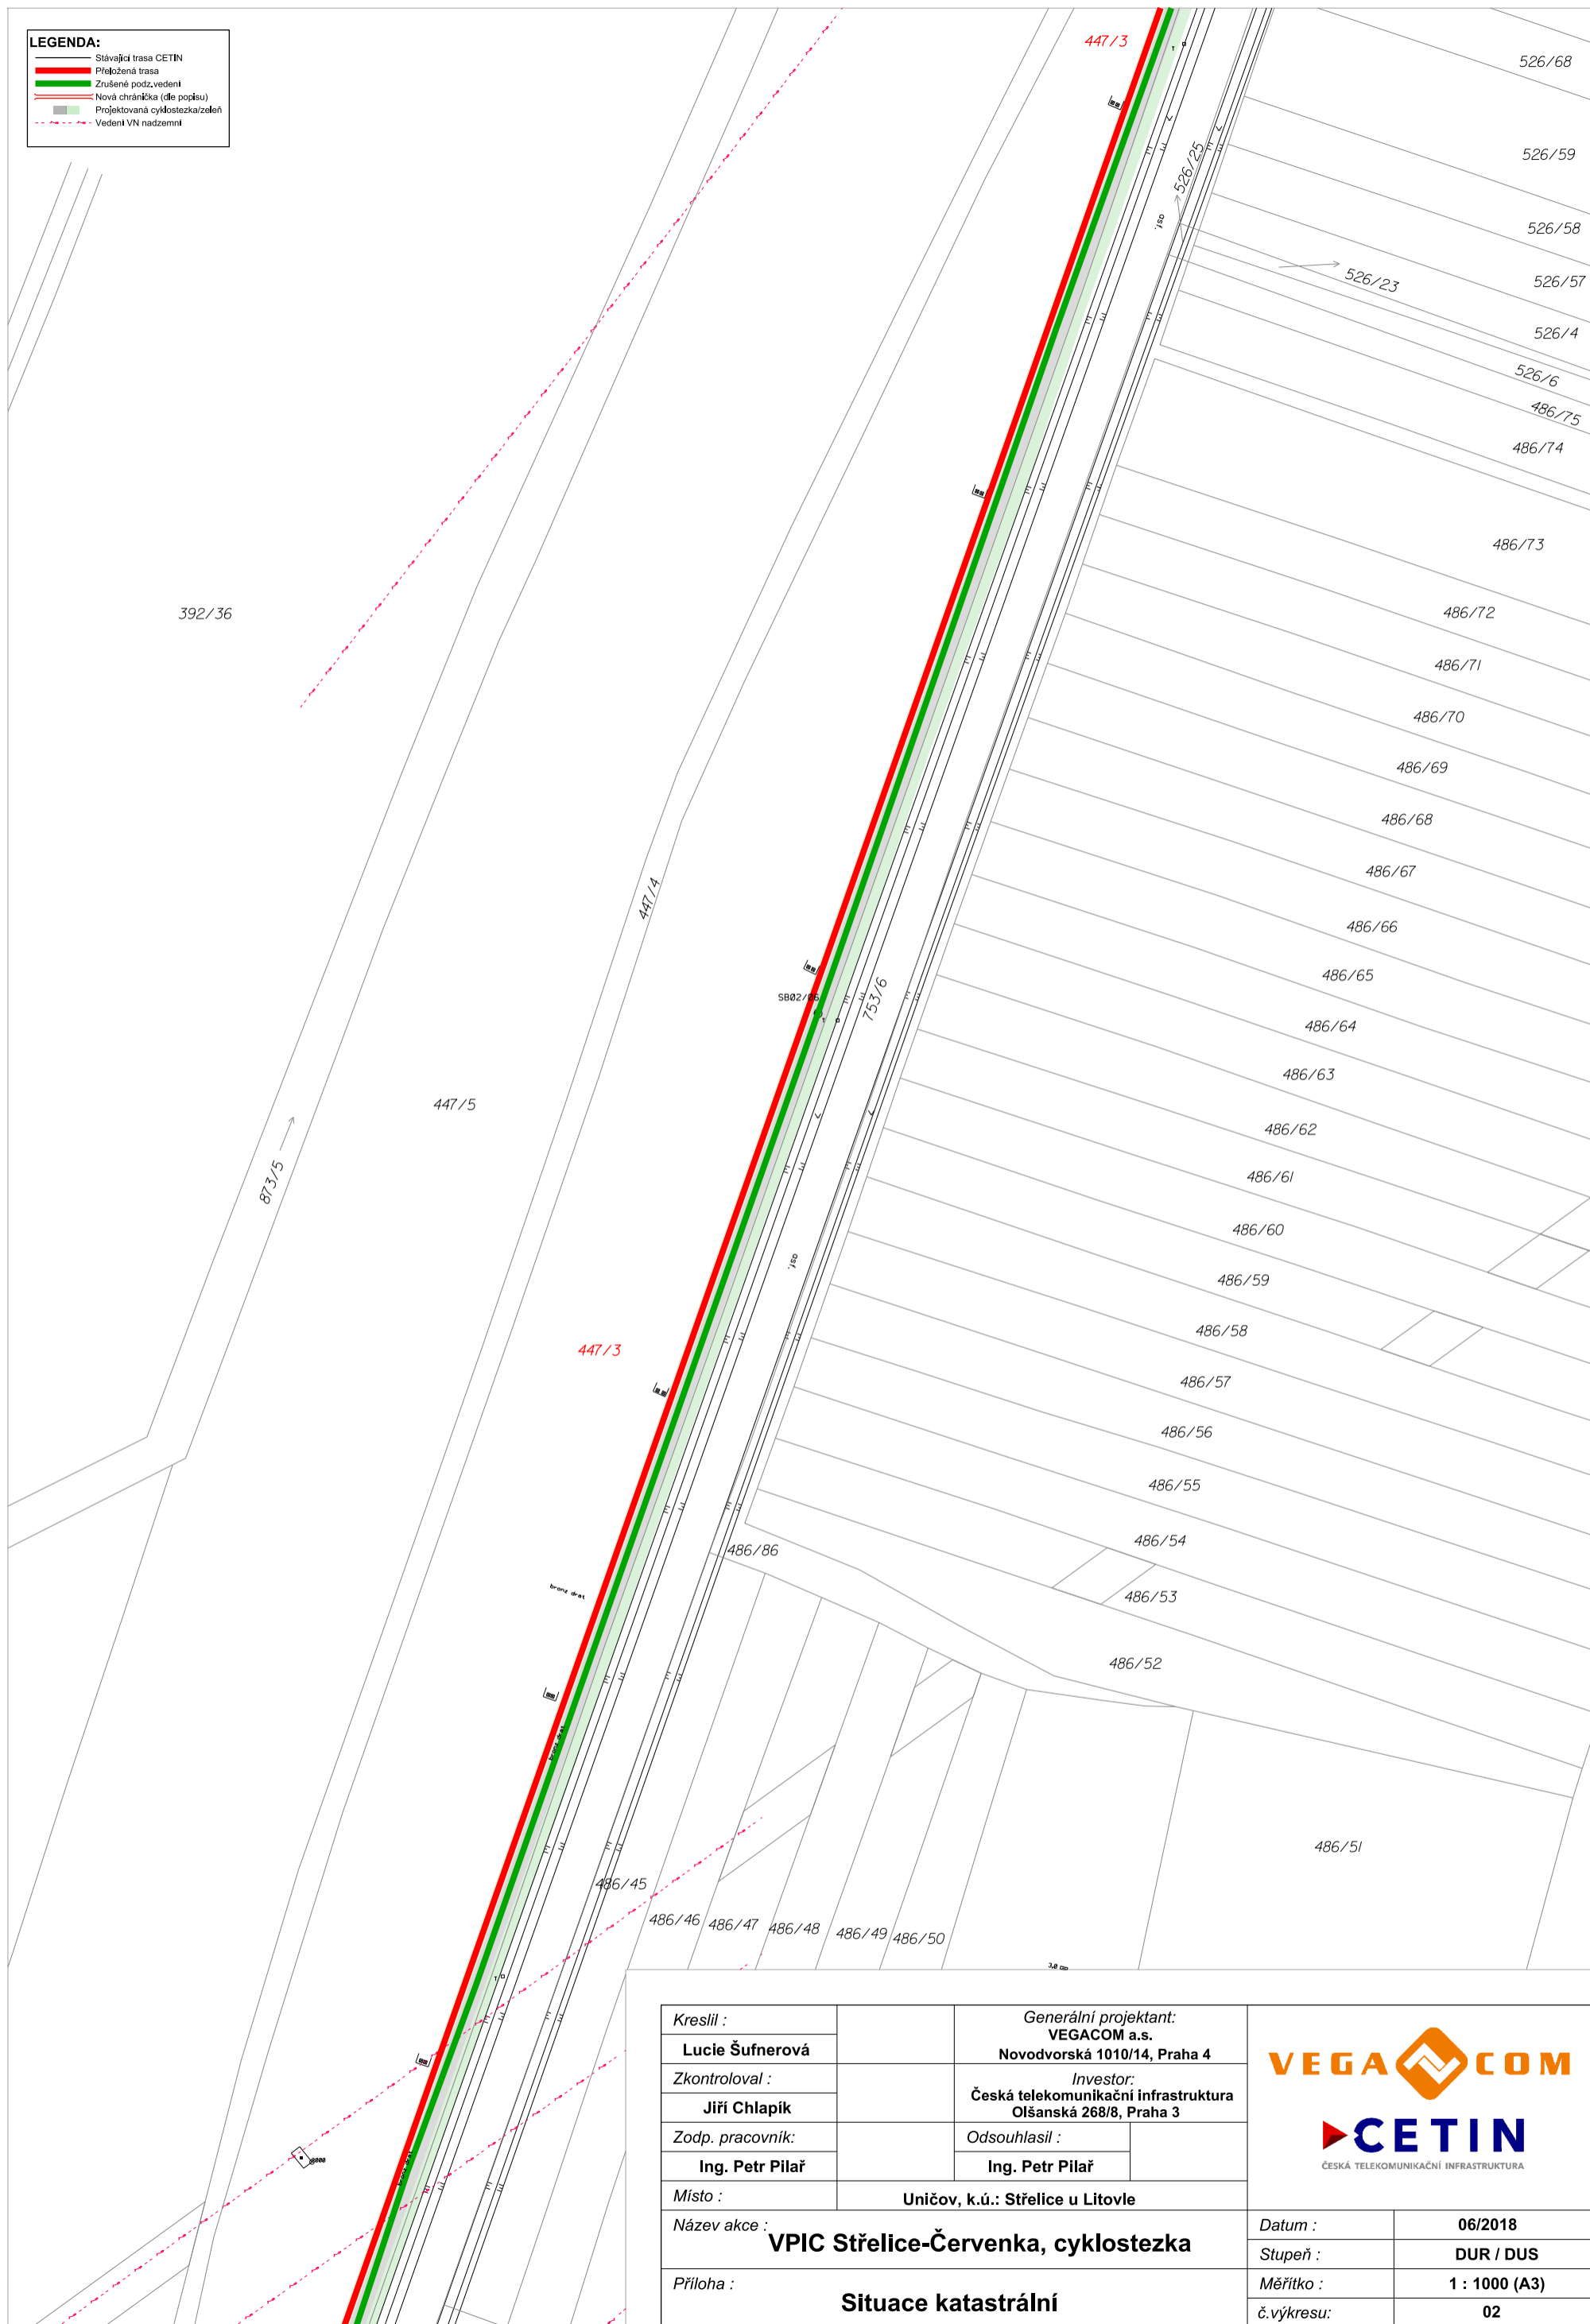 LEGENDA:
Stávající trasa CETIN
Přeložená trasa
Zrušené podz.vedení
Nová chránička (dle popisu)
Projektovaná cyklostezka/zeleň
Vedení VN nadzemní
447/3
526/68
526/59
526/25
526/58
asf.
526/57
526/23
526/4
526/6
486/75
486/74
486/73
392/36
486/72
486/71
486/70
486/69
486/68
486/67
447/4
486/66
486/65
SB02/06
753/6
486/64
486/63
447/5
486/62
873/5
486/61
486/60
asf.
486/59
486/58
447/3
486/57
486/56
486/55
486/54
486/86
bronz drat
486/53
486/52
bronz drat
486/51
486/45
486/46
486/47
486/48
486/49
486/50
bronz drat
Kreslil :
Lucie Šufnerová
Generální projektant:
VEGACOM a.s.
Novodvorská 1010/14, Praha 4
Zkontroloval :
Jiří Chlapík
Investor:
Česká telekomunikační infrastruktura
Olšanská 268/8, Praha 3
Zodp. pracovník:
Ing. Petr Pilař
Odsouhlasil :
Ing. Petr Pilař
VEGACOM
CETIN
ČESKÁ TELEKOMUNIKAČNÍ INFRASTRUKTURA
Místo :
Uničov, k.ú.: Střelice u Litovle
Název akce :
VPIC Střelice-Červenka, cyklostezka
Datum :
06/2018
Stupeň :
DUR / DUS
Příloha :
Situace katastrální
Měřítko :
1 : 1000 (A3)
č.výkresu:
02